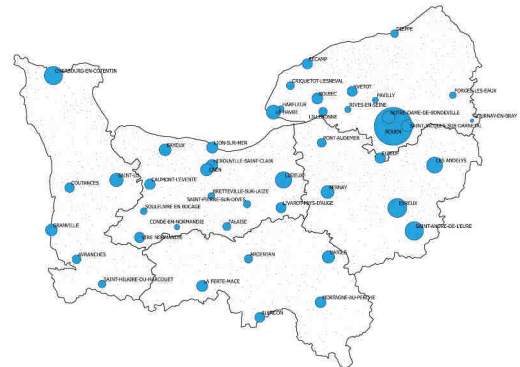 DIEPPE
FECAMP
CHERBOURG-EN-COTENTIN
CRIQUETOT-L'ESNEVAL
YVETOT
FORGES-LES-EAUX
BOLBEC
PAVILLY
HARFLEUR
RIVES-EN-SEINE
LE HAVRE
LILLEBONNE
NOTRE-DAME-DE-BONDEVILLE
GOURNAY-EN-BRAY
SAINT-JACQUES-SUR-DARNETAL
ROUEN
PONT-AUDEMER
LION-SUR-MER
BAYEUX
ELBEUF
HEROUVILLE-SAINT-CLAIR
LES ANDELYS
CAEN
SAINT-LO
LISIEUX
CAUMONT-L'EVENTE
COUTANCES
BERNAY
BRETTEVILLE-SUR-LAIZE
SAINT-PIERRE-SUR-DIVES
LIVAROT-PAYS-D'AUGE
EVREUX
SOULEUVRE EN BOCAGE
CONDE-EN-NORMANDIE
FALAISE
GRANVILLE
SAINT-ANDRE-DE-L'EURE
VIRE NORMANDIE
AVRANCHES
ARGENTAN
L'AIGLE
SAINT-HILAIRE-DU-HARCOUET
LA FERTE-MACE
MORTAGNE-AU-PERCHE
ALENCON